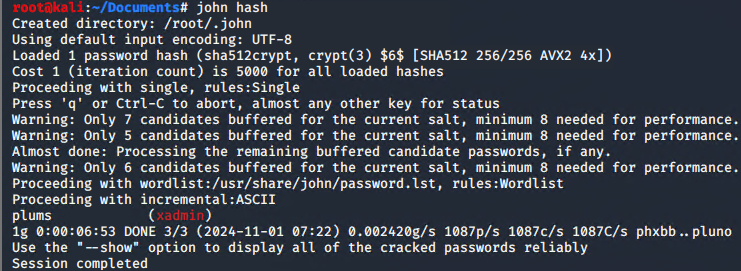 root@kali:~/Documents# john hash
Created directory: /root/.john
Using default input encoding: UTF-8
Loaded 1 password hash (sha512crypt, crypt(3) $6$ [SHA512 256/256 AVX2 4x])
Cost 1 (iteration count) is 5000 for all loaded hashes
Proceeding with single, rules:Single
Press 'q' or Ctrl-C to abort, almost any other key for status
Warning: Only 7 candidates buffered for the current salt, minimum 8 needed for performance.
Warning: Only 5 candidates buffered for the current salt, minimum 8 needed for performance.
Almost done: Processing the remaining buffered candidate passwords, if any.
Warning: Only 6 candidates buffered for the current salt, minimum 8 needed for performance.
Proceeding with wordlist:/usr/share/john/password.lst, rules:Wordlist
Proceeding with incremental:ASCII
plums            (xadmin)
1g 0:00:06:53 DONE 3/3 (2024-11-01 07:22) 0.002420g/s 1087p/s 1087c/s 1087C/s phxbb..pluno
Use the "--show" option to display all of the cracked passwords reliably
Session completed